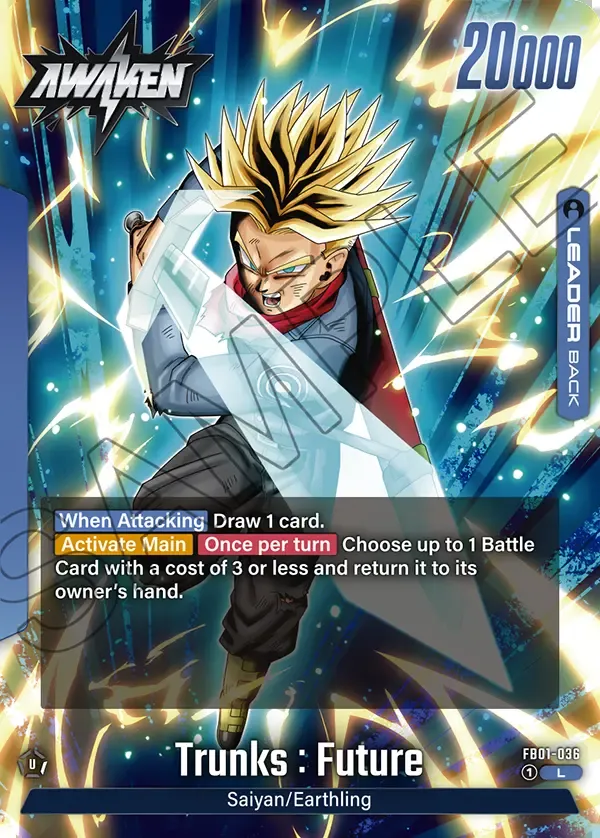 AWAKEN
20000
LEADER BACK
SAMPLE
When Attacking Draw 1 card.
Activate Main Once per turn Choose up to 1 Battle
Card with a cost of 3 or less and return it to its
owner's hand.
Trunks : Future
FB01-036
U
1 L
Saiyan/Earthling